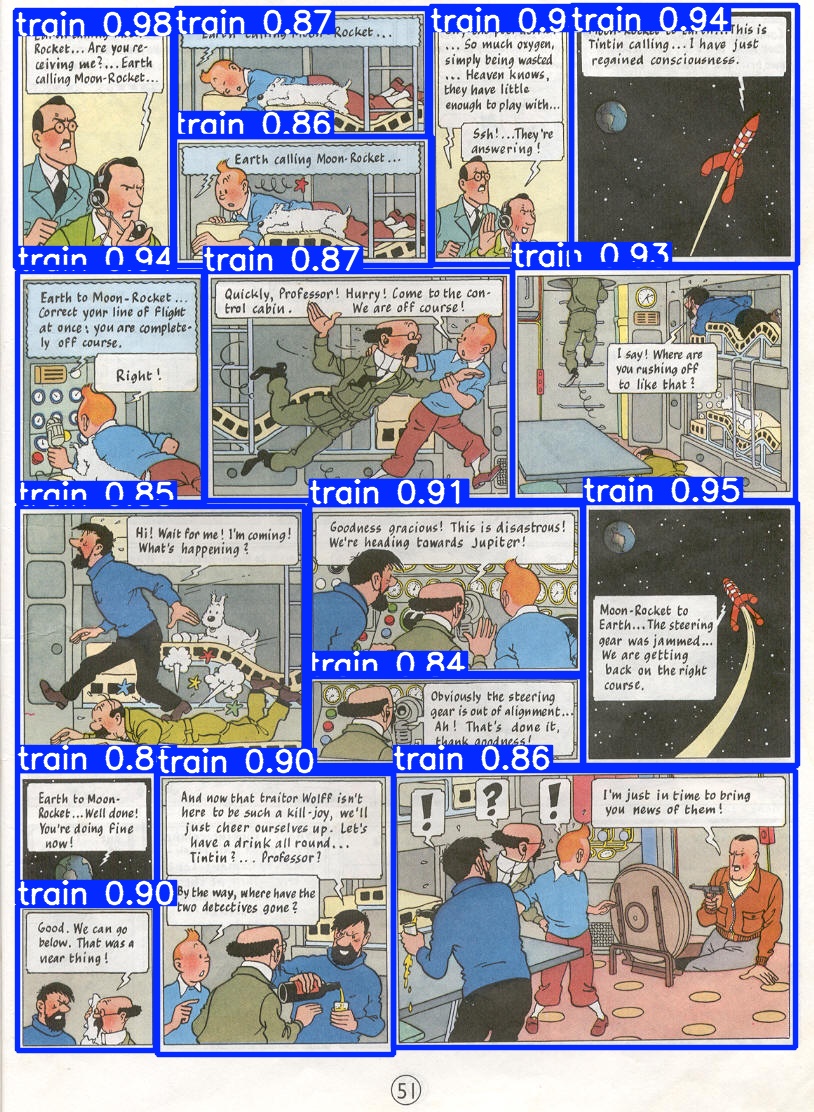 train 0.98
Rocket... Are you re-
ceiving me?... Earth
calling Moon-Rocket...
train 0.87
Earth calling Moon-Rocket...
train 0.86
Earth calling Moon-Rocket...
train 0.9
... So much oxygen,
simply being wasted
... Heaven knows,
they have little
enough to play with...
Ssh!...They're
answering!
train 0.94
Moon-Rocket to Earth...This is
Tintin calling... I have just
regained consciousness.
train 0.94
Earth to Moon-Rocket...
Correct your line of flight
at once: you are complete-
ly off course.
Right!
train 0.87
Quickly, Professor! Hurry! Come to the con-
trol cabin. We are off course!
train 0.93
I say! Where are
you rushing off
to like that?
train 0.85
Hi! Wait for me! I'm coming!
What's happening?
train 0.91
Goodness gracious! This is disastrous!
We're heading towards Jupiter!
train 0.84
Obviously the steering
gear is out of alignment...
Ah! That's done it,
thank goodness!
train 0.95
Moon-Rocket to
Earth...The steering
gear was jammed...
We are getting
back on the right
course.
train 0.8
Earth to Moon-
Rocket...Well done!
You're doing fine
now!
train 0.90
Good. We can go
below. That was a
near thing!
train 0.90
And now that traitor Wolff isn't
here to be such a kill-joy, we'll
just cheer ourselves up. Let's
have a drink all round...
Tintin?... Professor?
By the way, where have the
two detectives gone?
train 0.86
! ? !
I'm just in time to bring
you news of them!
51